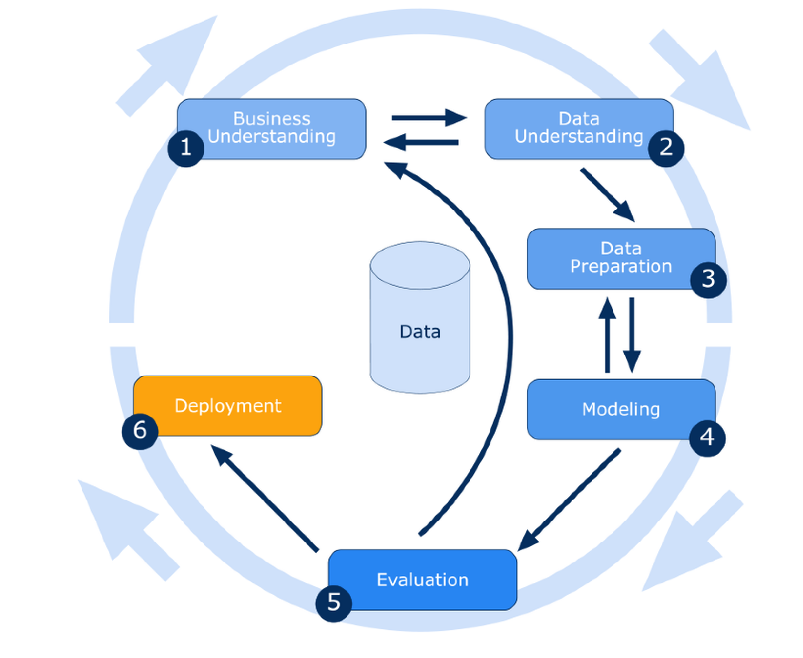 Business
Understanding
1
Data
Understanding
2
Data
Preparation
3
Data
Modeling
4
Deployment
6
Evaluation
5